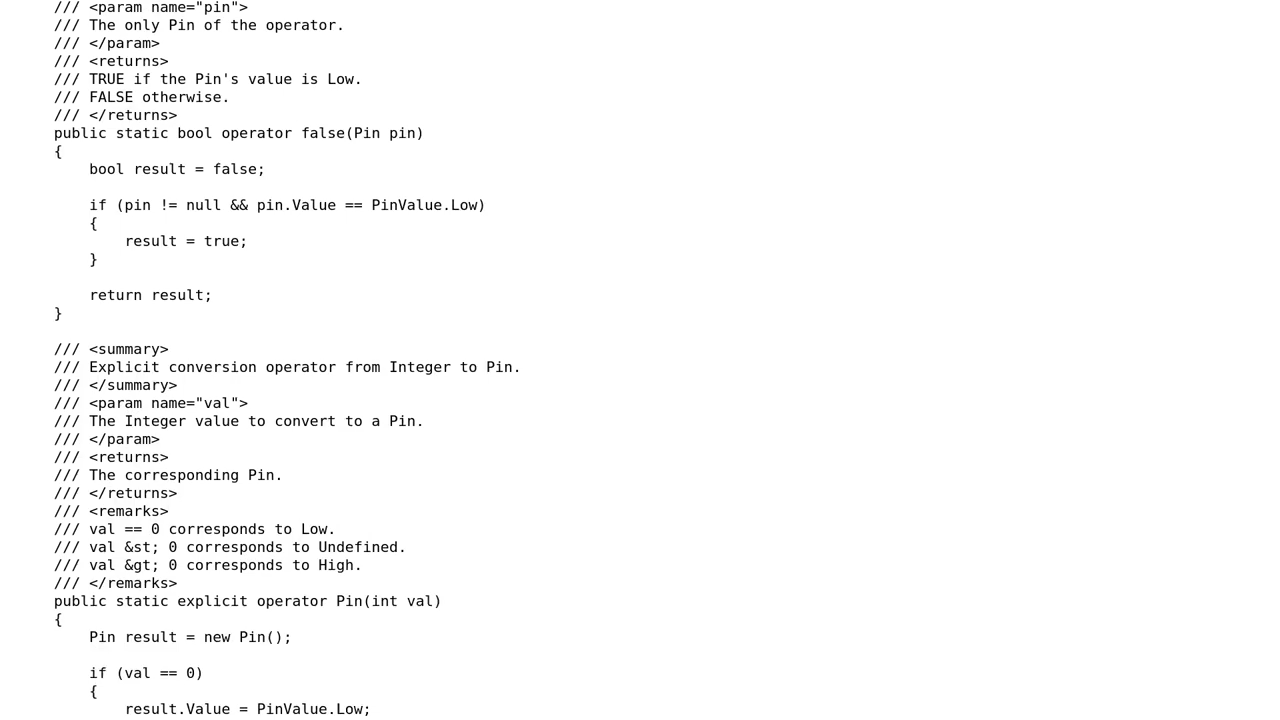 /// <param name="pin">
/// The only Pin of the operator.
/// </param>
/// <returns>
/// TRUE if the Pin's value is Low.
/// FALSE otherwise.
/// </returns>
public static bool operator false(Pin pin)
{
    bool result = false;

    if (pin != null && pin.Value == PinValue.Low)
    {
        result = true;
    }

    return result;
}

/// <summary>
/// Explicit conversion operator from Integer to Pin.
/// </summary>
/// <param name="val">
/// The Integer value to convert to a Pin.
/// </param>
/// <returns>
/// The corresponding Pin.
/// </returns>
/// <remarks>
/// val == 0 corresponds to Low.
/// val &st; 0 corresponds to Undefined.
/// val &gt; 0 corresponds to High.
/// </remarks>
public static explicit operator Pin(int val)
{
    Pin result = new Pin();

    if (val == 0)
    {
        result.Value = PinValue.Low;